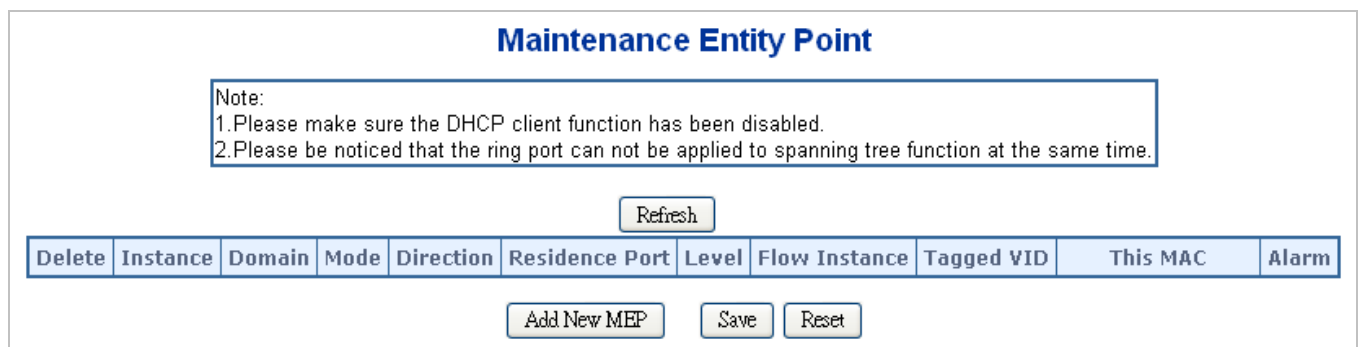 Maintenance Entity Point
Note:
1.Please make sure the DHCP client function has been disabled.
2.Please be noticed that the ring port can not be applied to spanning tree function at the same time.
Refresh
Delete Instance Domain Mode Direction Residence Port Level Flow Instance Tagged VID This MAC Alarm
Add New MEP Save Reset